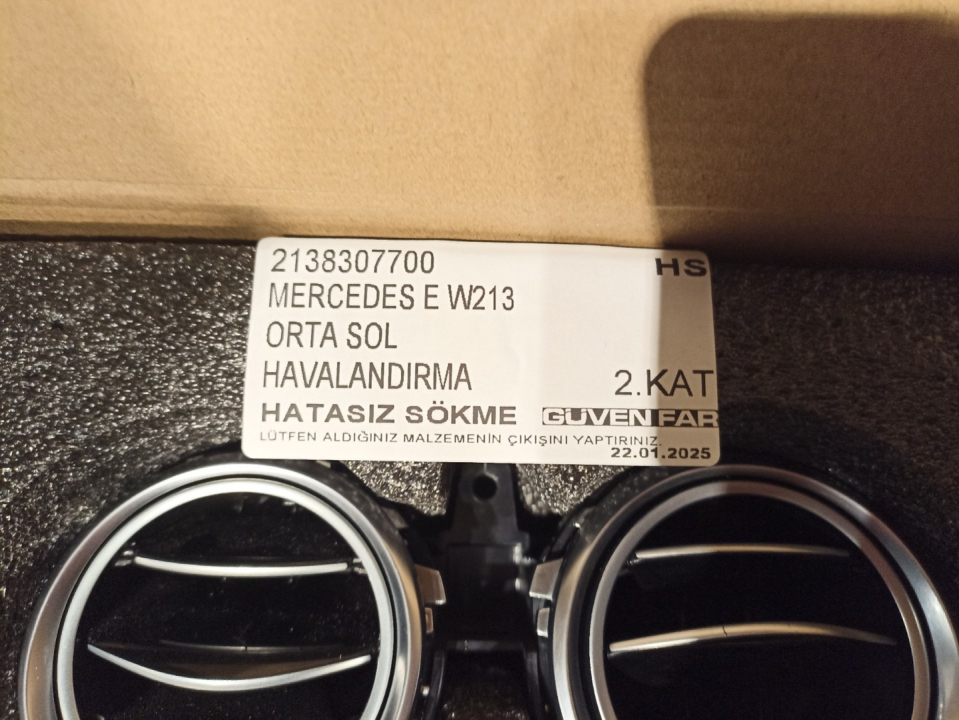 2138307700 HS
MERCEDES E W213
ORTA SOL
HAVALANDIRMA 2.KAT
HATASIZ SÖKME GÜVEN FAR
LÜTFEN ALDIĞINIZ MALZEMENİN ÇIKIŞINI YAPTIRINIZ.
22.01.2025